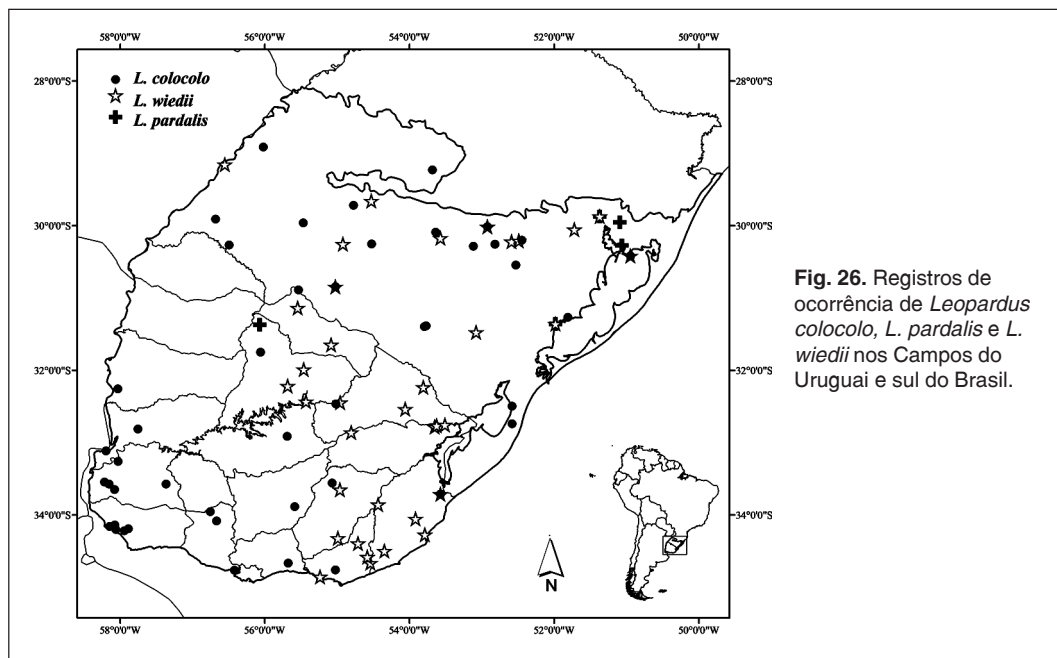 58°0'0"W 56°0'0"W 54°0'0"W 52°0'0"W 50°0'0"W
28°0'0"S 28°0'0"S
L. colocolo
L. wiedii
L. pardalis
30°0'0"S 30°0'0"S
32°0'0"S 32°0'0"S
34°0'0"S 34°0'0"S
N
58°0'0"W 56°0'0"W 54°0'0"W 52°0'0"W 50°0'0"W
Fig. 26. Registros de
ocorrência de Leopardus
colocolo, L. pardalis e L.
wiedii nos Campos do
Uruguai e sul do Brasil.